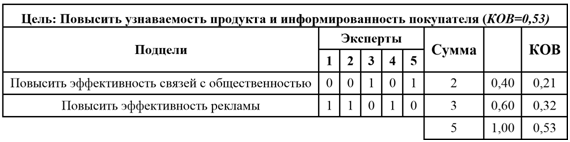 Цель: Повысить узнаваемость продукта и информированность покупателя (КОВ=0,53)
Подцели Эксперты Сумма КОВ
1 2 3 4 5
Повысить эффективность связей с общественностью 0 0 1 0 1 2 0,40 0,21
Повысить эффективность рекламы 1 1 0 1 0 3 0,60 0,32
5 1,00 0,53